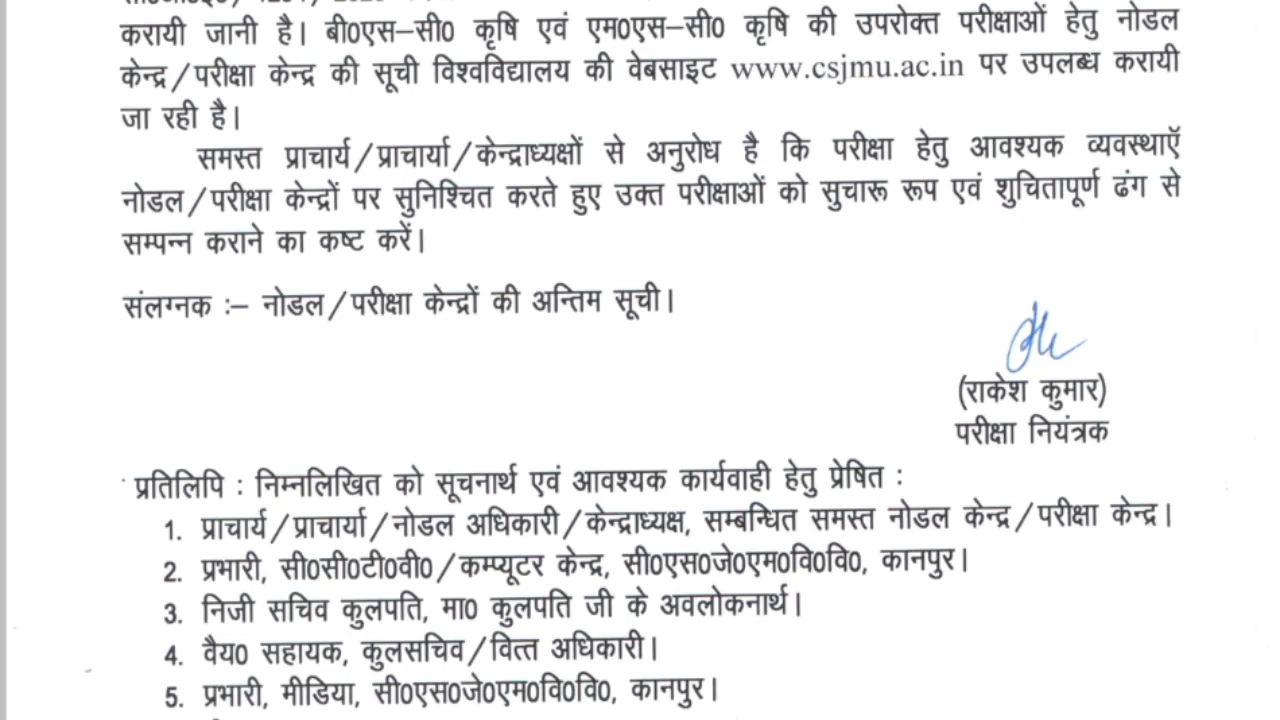 करायी जानी है। बी0एस–सी0 कृषि एवं एम0एस–सी0 कृषि की उपरोक्त परीक्षाओं हेतु नोडल
केन्द्र/परीक्षा केन्द्र की सूची विश्वविद्यालय की वेबसाइट www.csjmu.ac.in पर उपलब्ध करायी
जा रही है।
समस्त प्राचार्य/प्राचार्या/केन्द्राध्यक्षों से अनुरोध है कि परीक्षा हेतु आवश्यक व्यवस्थाएॅ
नोडल/परीक्षा केन्द्रों पर सुनिश्चित करते हुए उक्त परीक्षाओं को सुचारू रूप एवं शुचितापूर्ण ढंग से
सम्पन्न कराने का कष्ट करें।
संलग्नक :– नोडल/परीक्षा केन्द्रों की अन्तिम सूची।
(राकेश कुमार)
परीक्षा नियंत्रक
प्रतिलिपि : निम्नलिखित को सूचनार्थ एवं आवश्यक कार्यवाही हेतु प्रेषित :
1. प्राचार्य/प्राचार्या/नोडल अधिकारी/केन्द्राध्यक्ष, सम्बन्धित समस्त नोडल केन्द्र/परीक्षा केन्द्र।
2. प्रभारी, सी0सी0टी0वी0/कम्प्यूटर केन्द्र, सी0एस0जे0एम0वि0वि0, कानपुर।
3. निजी सचिव कुलपति, मा0 कुलपति जी के अवलोकनार्थ।
4. वैय0 सहायक, कुलसचिव/वित्त अधिकारी।
5. प्रभारी, मीडिया, सी0एस0जे0एम0वि0वि0, कानपुर।